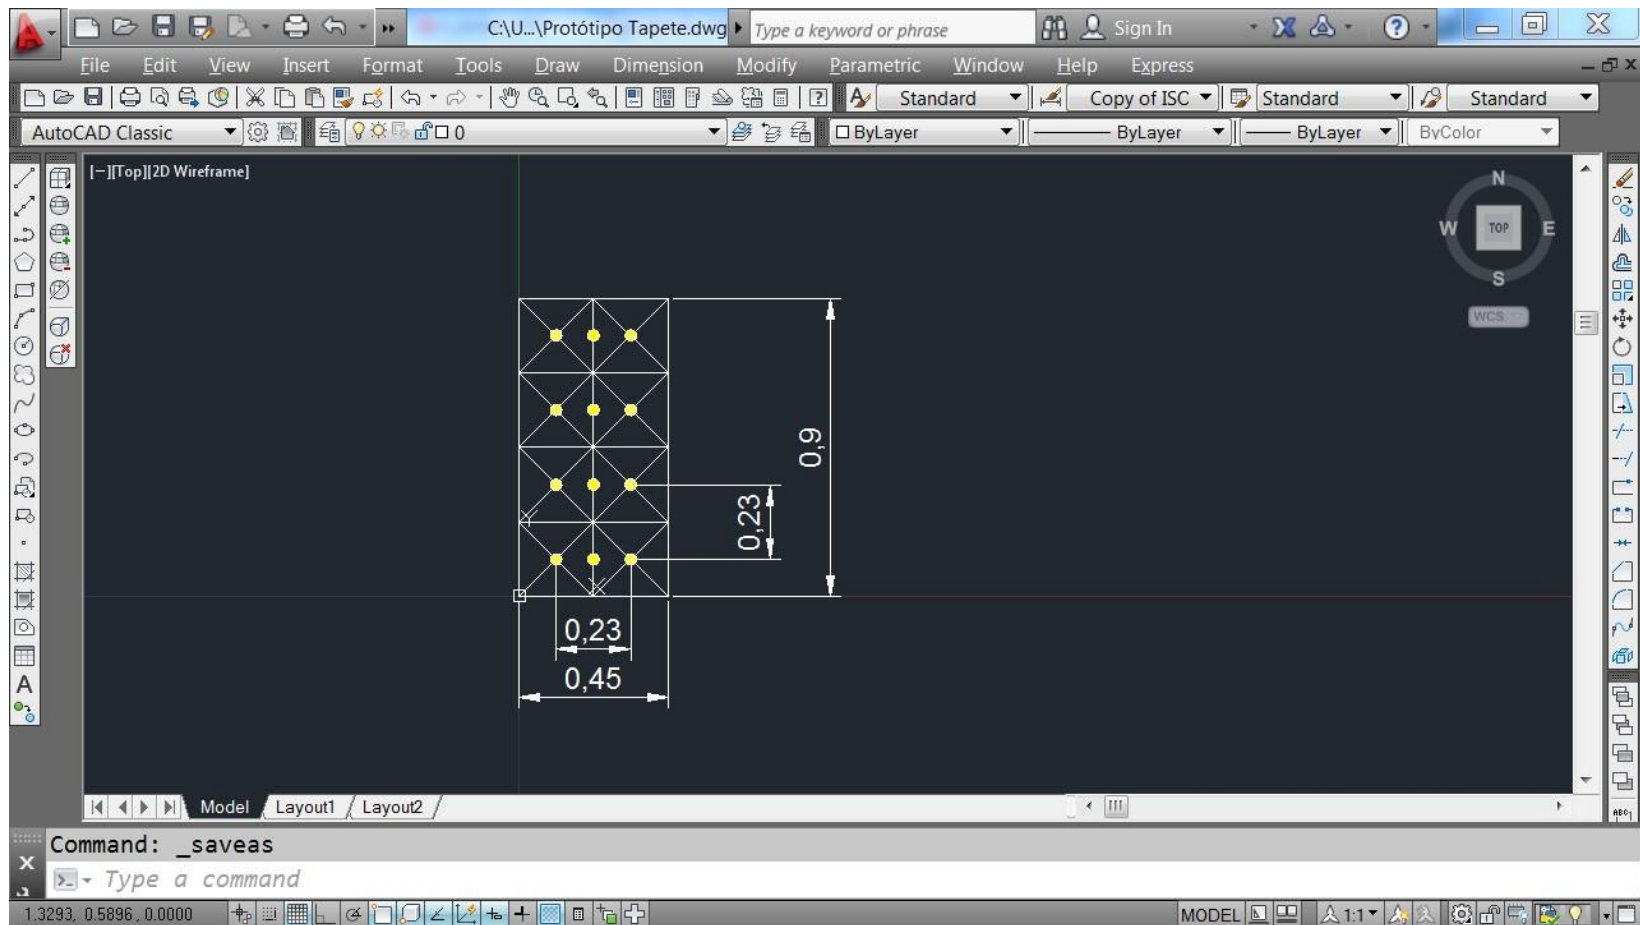 C:\U...\Protótipo Tapete.dwg Type a keyword or phrase Sign In
File Edit View Insert Format Tools Draw Dimension Modify Parametric Window Help Express
Standard Copy of ISC Standard Standard
AutoCAD Classic 0 ByLayer ByLayer ByLayer ByColor
[−][Top][2D Wireframe]
N
W TOP E
S
WCS
0,9
0,23
Y
X
0,23
0,45
Model Layout1 Layout2
Command: _saveas
Type a command
1.3293, 0.5896, 0.0000 MODEL 1:1